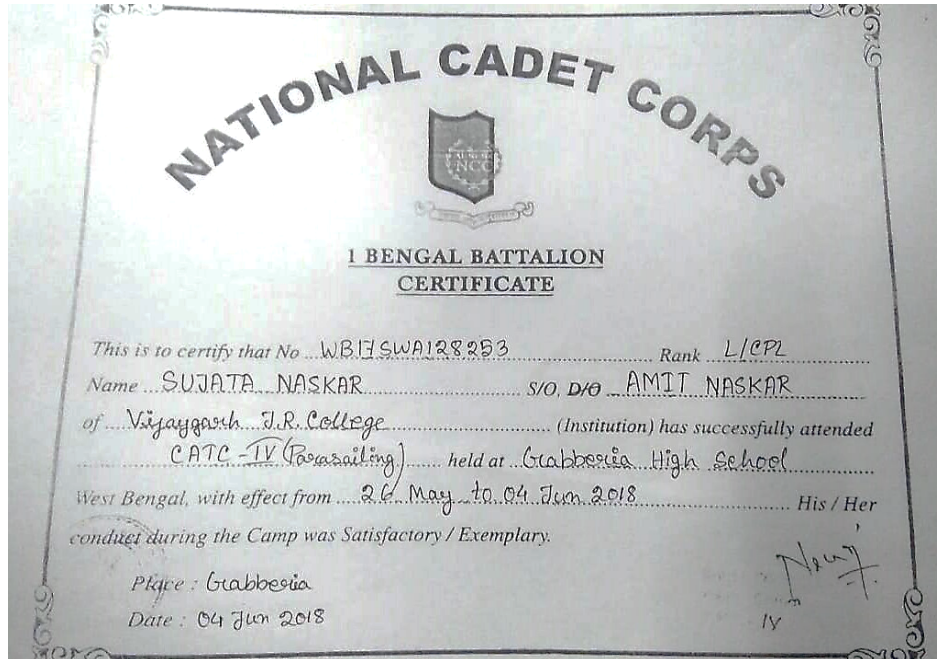 NATIONAL CADET CORPS
NCC
1 BENGAL BATTALION
CERTIFICATE
This is to certify that No WB17SWA128253 Rank L/CPL
Name SUJATA NASKAR S/O, D/O AMIT NASKAR
of Vijaygarh J.R. College (Institution) has successfully attended
CATC-IV (Parasailing) held at Gabberia High School
West Bengal, with effect from 26 May to 04 Jun 2018 His / Her
conduct during the Camp was Satisfactory / Exemplary.
Place : Gabberia
Date : 04 Jun 2018